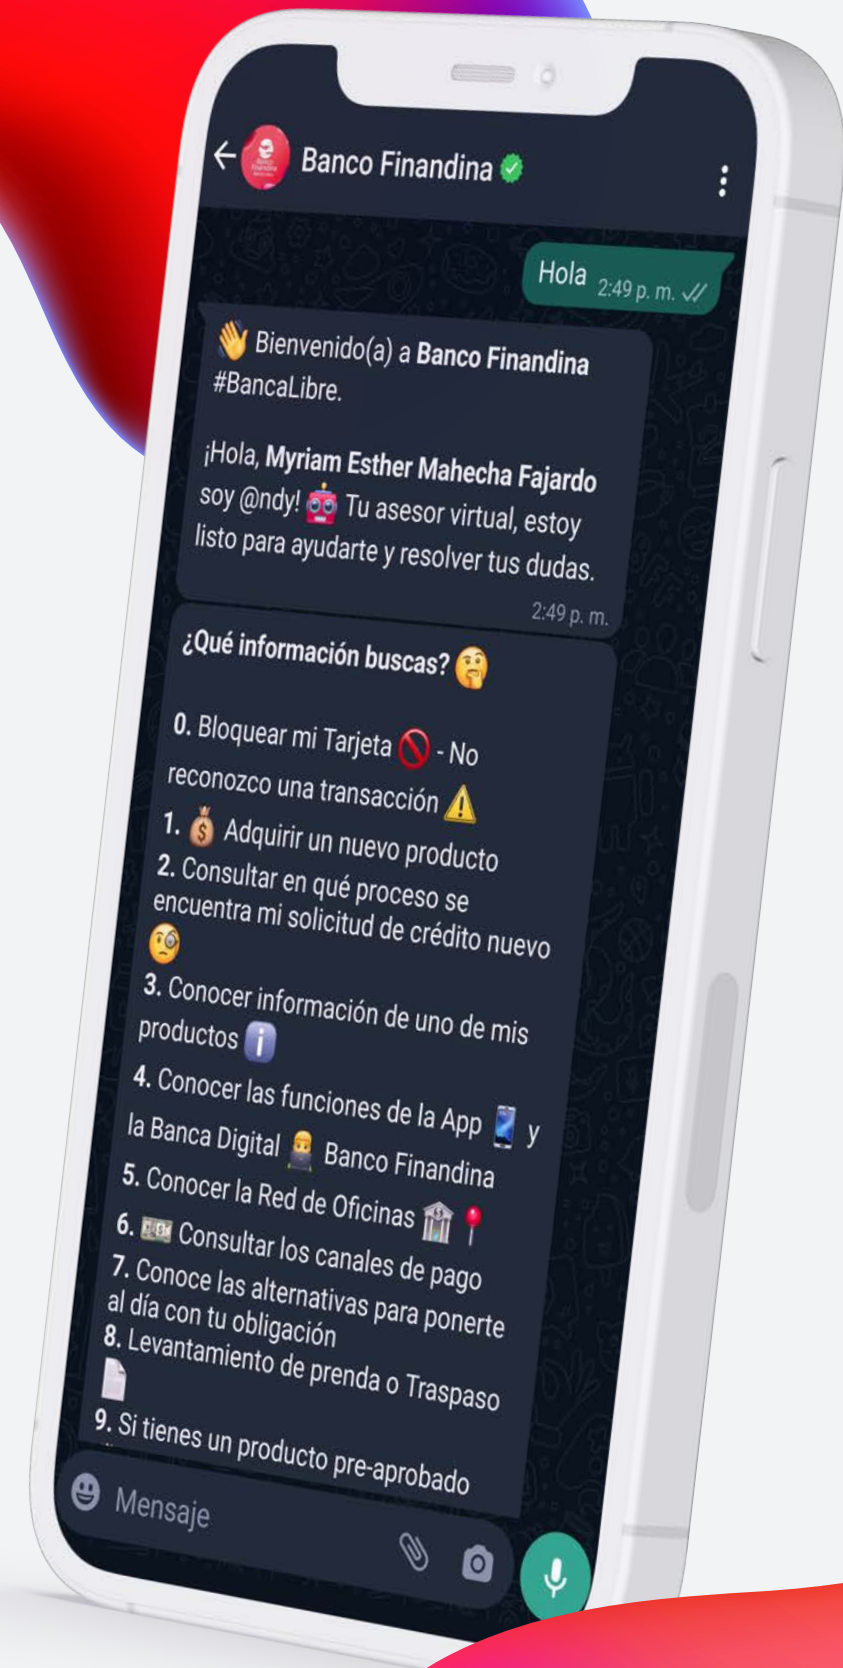 Banco Finandina
Hola 2:49 p. m.
Bienvenido(a) a Banco Finandina
#BancaLibre.
¡Hola, Myriam Esther Mahecha Fajardo
soy @ndy! Tu asesor virtual, estoy
listo para ayudarte y resolver tus dudas.
2:49 p. m.
¿Qué información buscas? 🤔
0. Bloquear mi Tarjeta 🚫 - No
reconozco una transacción ⚠️
1. 💰 Adquirir un nuevo producto
2. Consultar en qué proceso se
encuentra mi solicitud de crédito nuevo
🧐
3. Conocer información de uno de mis
productos ℹ️
4. Conocer las funciones de la App 📱 y
la Banca Digital Banco Finandina
5. Conocer la Red de Oficinas 🏦 📍
6. 💵 Consultar los canales de pago
7. Conoce las alternativas para ponerte
al día con tu obligación
8. Levantamiento de prenda o Traspaso
📄
9. Si tienes un producto pre-aprobado
Mensaje